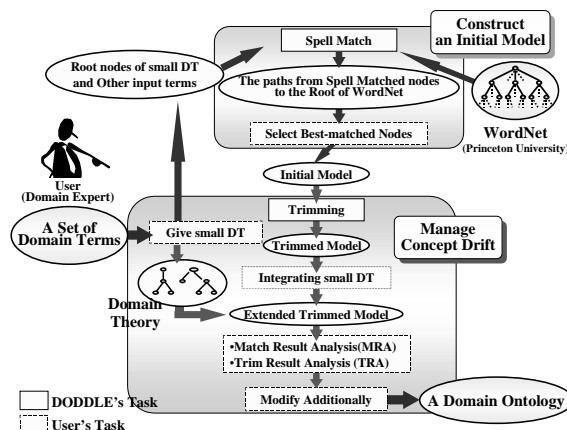 Construct
an Initial Model
Spell Match
Root nodes of small DT
and Other input terms
The paths from Spell Matched nodes
to the Root of WordNet
Select Best-matched Nodes
WordNet
(Princeton University)
Initial Model
User
(Domain Expert)
Trimming
A Set of
Domain Terms
Give small DT
Manage
Concept Drift
Trimmed Model
Integrating small DT
Domain
Theory
Extended Trimmed Model
•Match Result Analysis(MRA)
•Trim Result Analysis (TRA)
Modify Additionally
A Domain Ontology
DODDLE's Task
User's Task